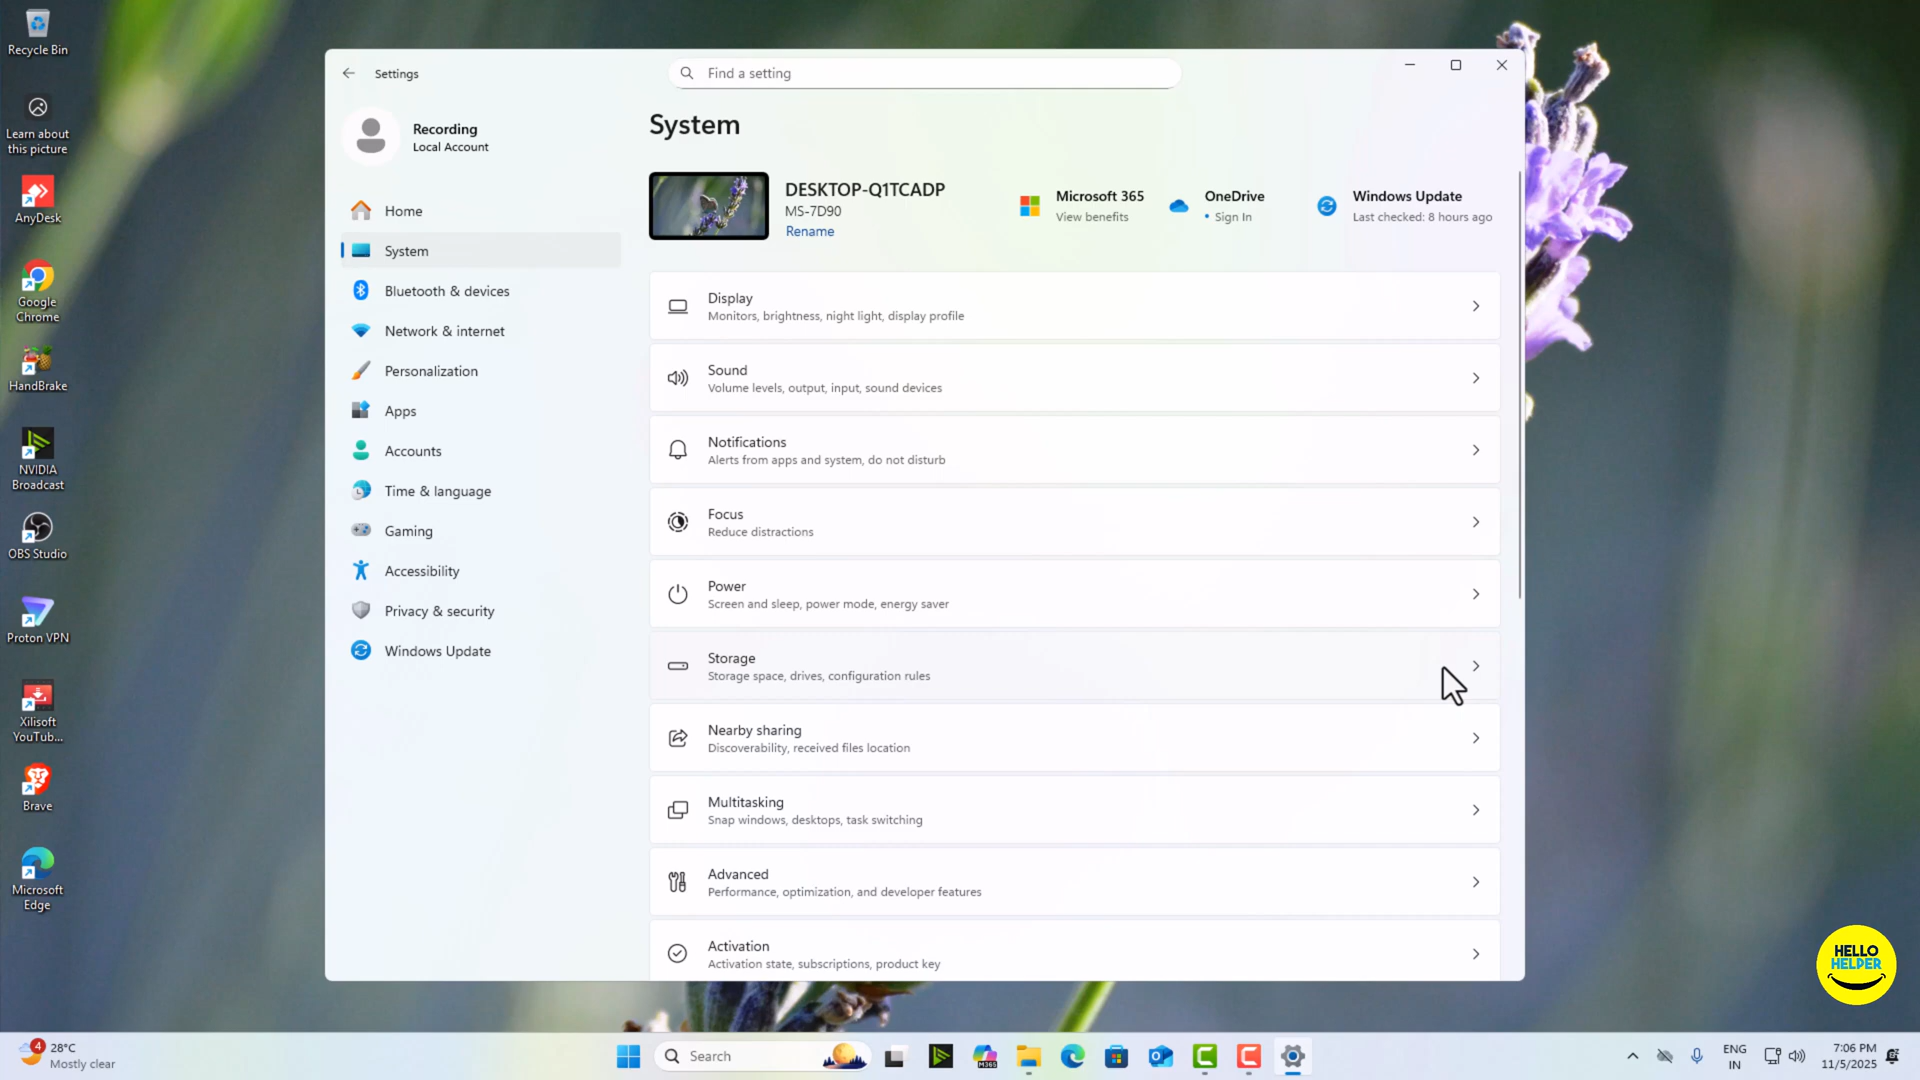 Recycle Bin
Learn about
this picture
AnyDesk
Google
Chrome
HandBrake
NVIDIA
Broadcast
OBS Studio
Proton VPN
Xilisoft
YouTub...
Brave
Microsoft
Edge
Settings
Find a setting
Recording
Local Account
Home
System
Bluetooth & devices
Network & internet
Personalization
Apps
Accounts
Time & language
Gaming
Accessibility
Privacy & security
Windows Update
System
DESKTOP-Q1TCADP
MS-7D90
Rename
Microsoft 365
View benefits
OneDrive
• Sign In
Windows Update
Last checked: 8 hours ago
Display
Monitors, brightness, night light, display profile
Sound
Volume levels, output, input, sound devices
Notifications
Alerts from apps and system, do not disturb
Focus
Reduce distractions
Power
Screen and sleep, power mode, energy saver
Storage
Storage space, drives, configuration rules
Nearby sharing
Discoverability, received files location
Multitasking
Snap windows, desktops, task switching
Advanced
Performance, optimization, and developer features
Activation
Activation state, subscriptions, product key
HELLO
HELPER
4
28°C
Mostly clear
Search
M365
ENG
IN
7:06 PM
11/5/2025